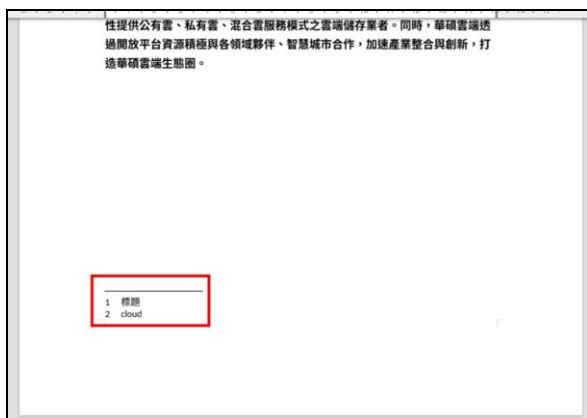 性提供公有雲、私有雲、混合雲服務模式之雲端儲存業者。同時，華碩雲端透
過開放平台資源積極與各領域夥伴、智慧城市合作，加速產業整合與創新，打
造華碩雲端生態圈。
1 標題
2 cloud